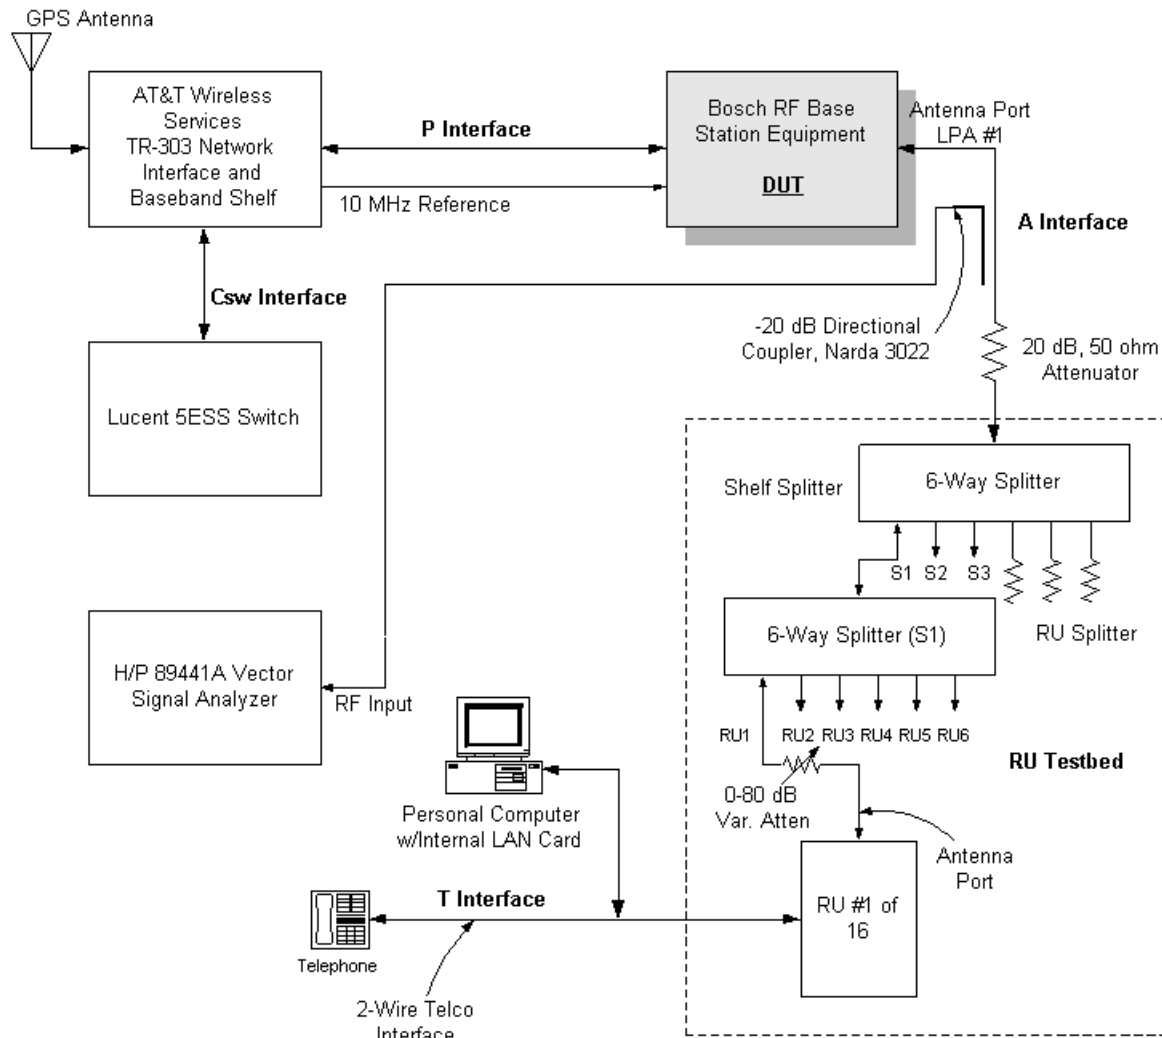 GPS Antenna
AT&T Wireless
Services
TR-303 Network
Interface and
Baseband Shelf
P Interface
10 MHz Reference
Bosch RF Base
Station Equipment
DUT
Antenna Port
LPA #1
A Interface
Csw Interface
-20 dB Directional
Coupler, Narda 3022
20 dB, 50 ohm
Attenuator
Lucent 5ESS Switch
Shelf Splitter
6-Way Splitter
S1
S2
S3
6-Way Splitter (S1)
RU Splitter
H/P 89441A Vector
Signal Analyzer
RF Input
RU1
RU2
RU3
RU4
RU5
RU6
RU Testbed
0-80 dB
Var. Atten
Personal Computer
w/Internal LAN Card
Antenna
Port
T Interface
RU #1 of
16
Telephone
2-Wire Telco
Interface